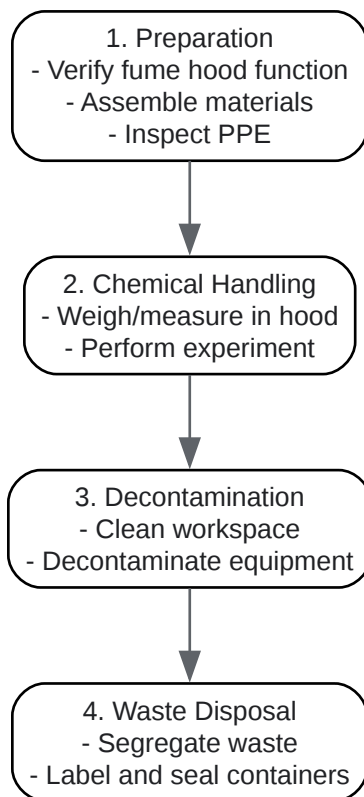 1. Preparation
- Verify fume hood function
- Assemble materials
- Inspect PPE
2. Chemical Handling
- Weigh/measure in hood
- Perform experiment
3. Decontamination
- Clean workspace
- Decontaminate equipment
4. Waste Disposal
- Segregate waste
- Label and seal containers